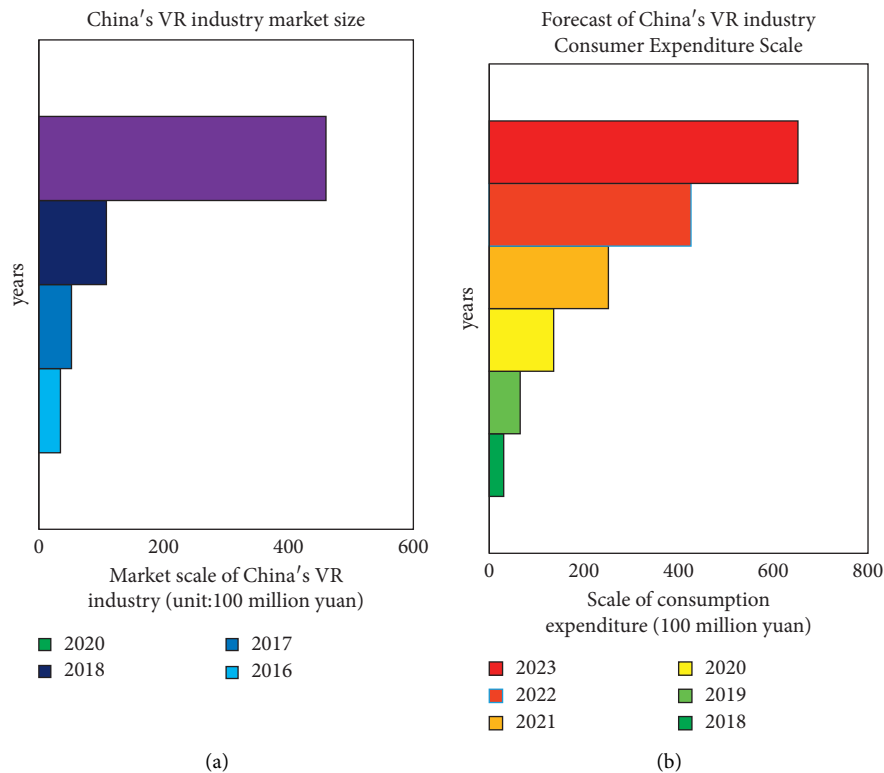 China's VR industry market size
years
0
200
400
600
Market scale of China's VR
industry (unit:100 million yuan)
2020
2017
2018
2016
(a)
Forecast of China's VR industry
Consumer Expenditure Scale
years
0
200
400
600
800
Scale of consumption
expenditure (100 million yuan)
2023
2020
2022
2019
2021
2018
(b)